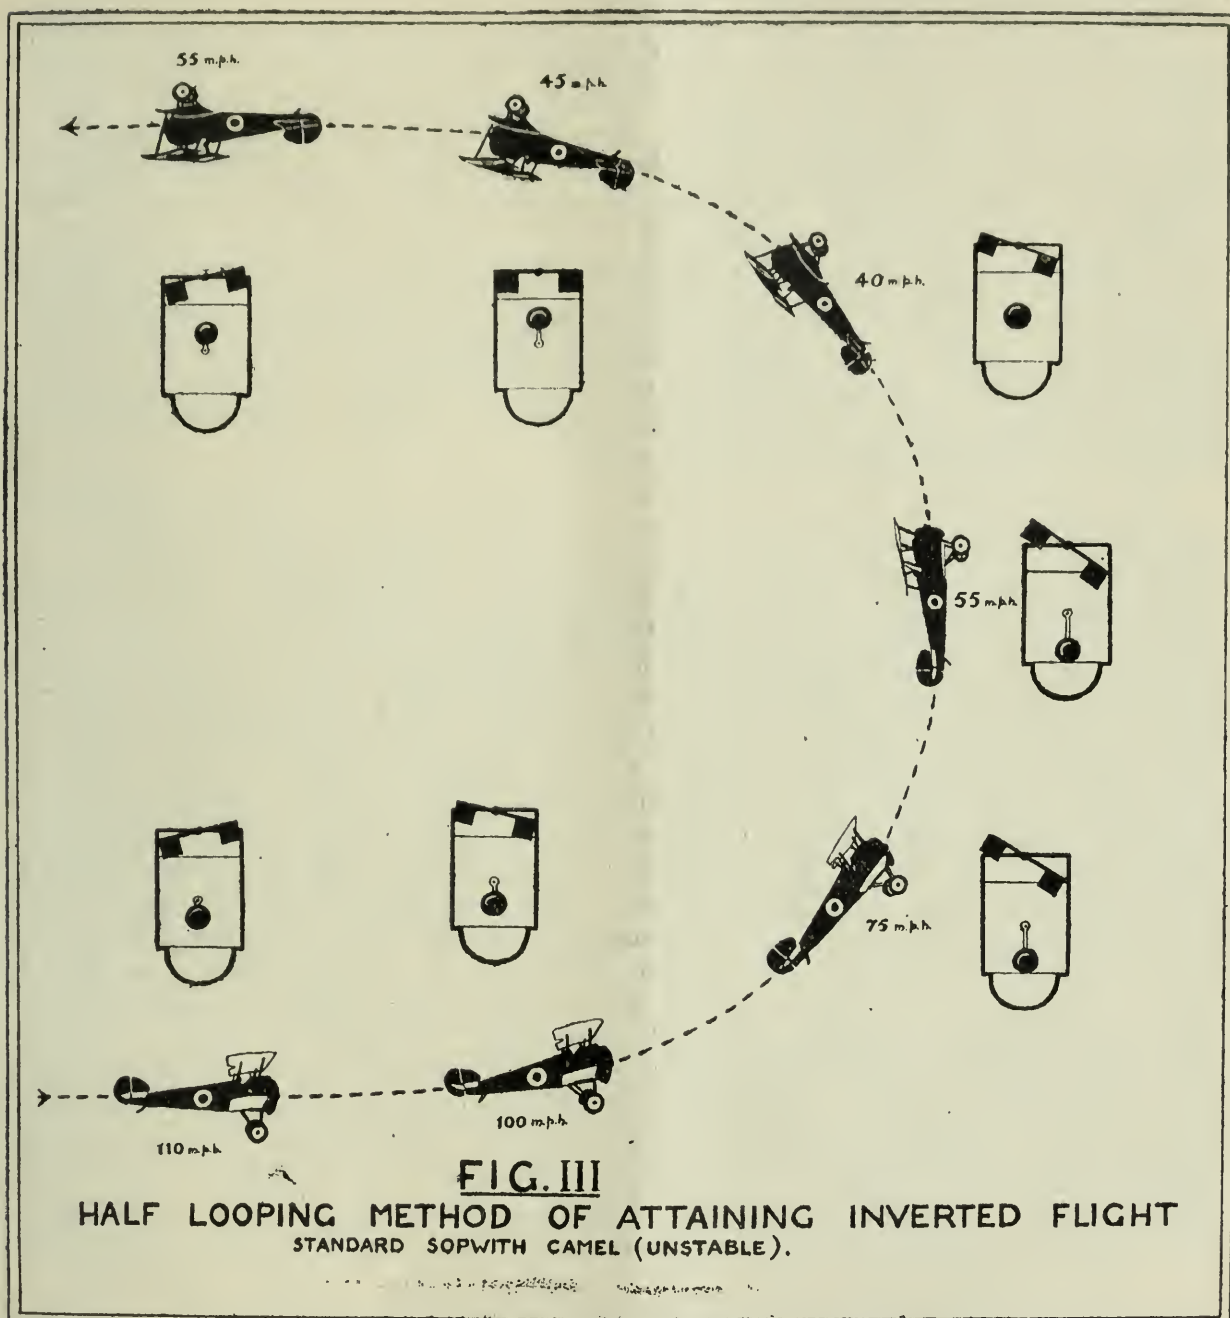 55 m.p.h.
45 m.p.h.
40 m.p.h.
55 m.p.h.
75 m.p.h.
100 m.p.h.
110 m.p.h.
FIG. III
HALF LOOPING METHOD OF ATTAINING INVERTED FLIGHT
STANDARD SOPWITH CAMEL (UNSTABLE).